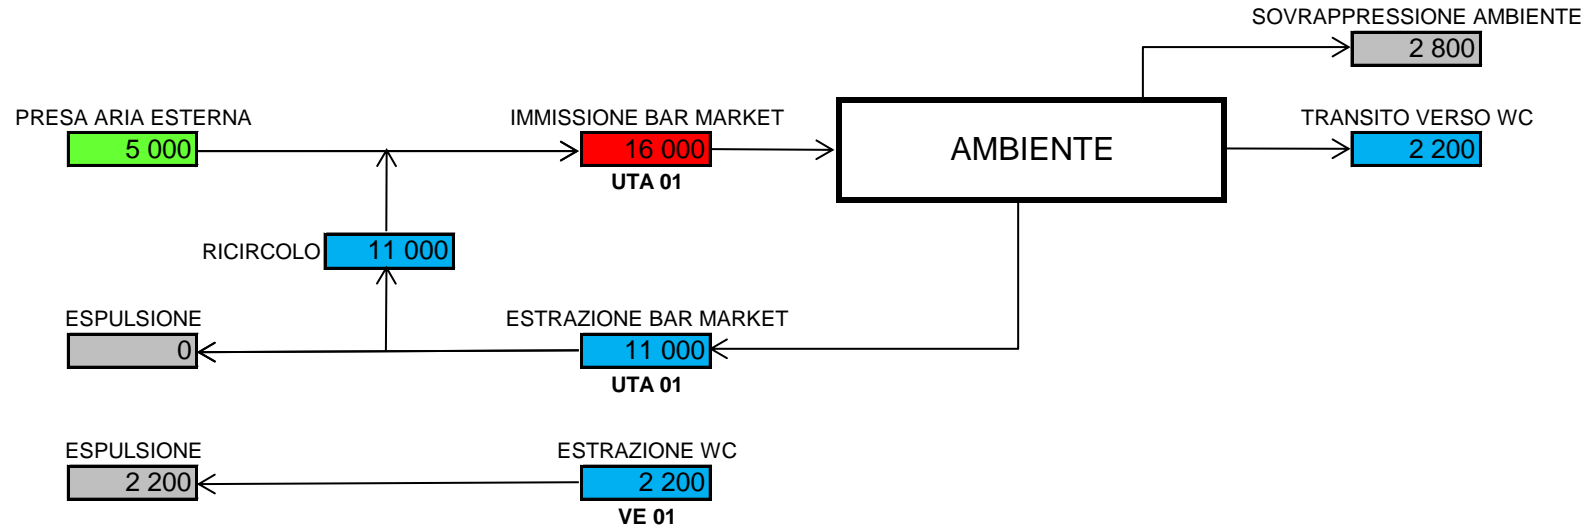 SOVRAPPRESSIONE AMBIENTE
2 800
PRESA ARIA ESTERNA
5 000
IMMISSIONE BAR MARKET
16 000
UTA 01
AMBIENTE
TRANSITO VERSO WC
2 200
RICIRCOLO
11 000
ESPULSIONE
0
ESTRAZIONE BAR MARKET
11 000
UTA 01
ESPULSIONE
2 200
ESTRAZIONE WC
2 200
VE 01